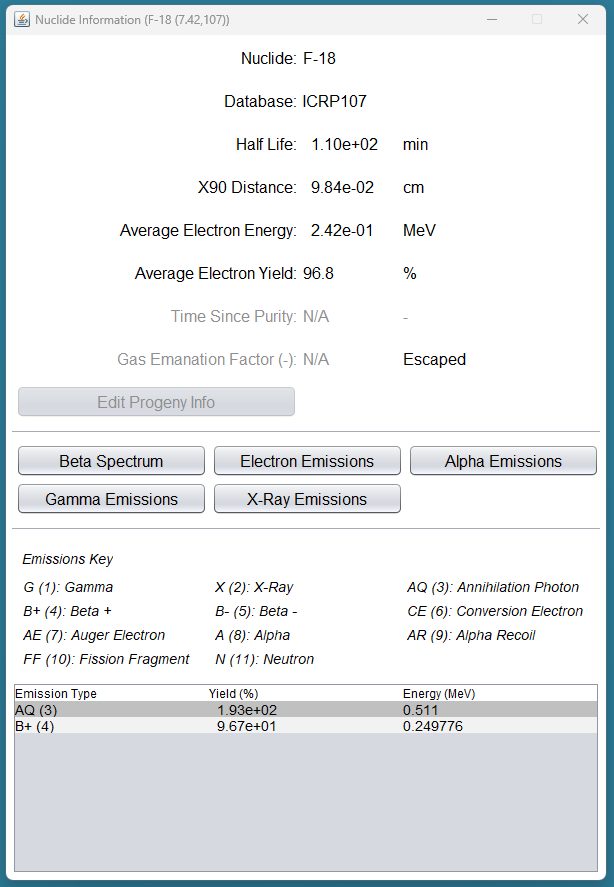 Nuclide Information (F-18 (7.42,107))
Nuclide: F-18
Database: ICRP107
Half Life: 1.10e+02 min
X90 Distance: 9.84e-02 cm
Average Electron Energy: 2.42e-01 MeV
Average Electron Yield: 96.8 %
Time Since Purity: N/A -
Gas Emanation Factor (-): N/A Escaped
Edit Progeny Info
Beta Spectrum Electron Emissions Alpha Emissions
Gamma Emissions X-Ray Emissions
Emissions Key
G (1): Gamma X (2): X-Ray AQ (3): Annihilation Photon
B+ (4): Beta + B- (5): Beta - CE (6): Conversion Electron
AE (7): Auger Electron A (8): Alpha AR (9): Alpha Recoil
FF (10): Fission Fragment N (11): Neutron
Emission Type Yield (%) Energy (MeV)
AQ (3) 1.93e+02 0.511
B+ (4) 9.67e+01 0.249776